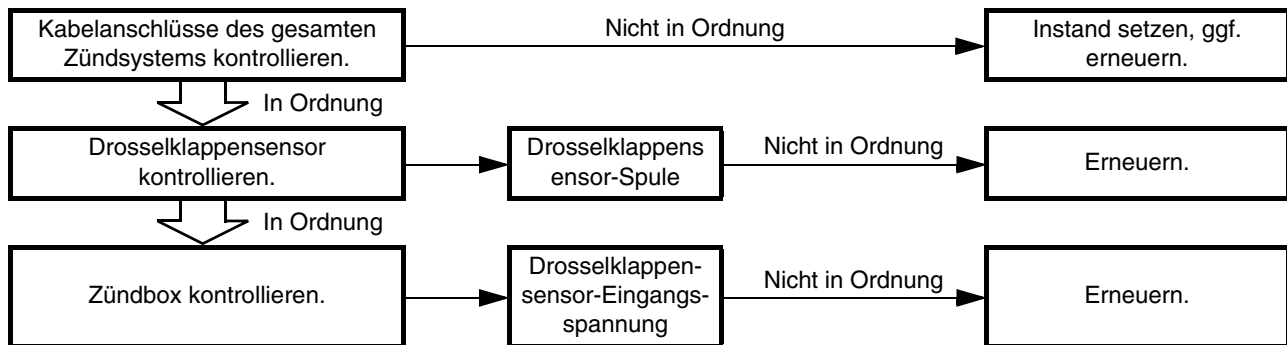 Kabelanschlüsse des gesamten
Zündsystems kontrollieren.
Nicht in Ordnung
Instand setzen, ggf.
erneuern.
In Ordnung
Drosselklappensensor
kontrollieren.
Drosselklappens
ensor-Spule
Nicht in Ordnung
Erneuern.
In Ordnung
Zündbox kontrollieren.
Drosselklappen-
sensor-Eingangs-
spannung
Nicht in Ordnung
Erneuern.